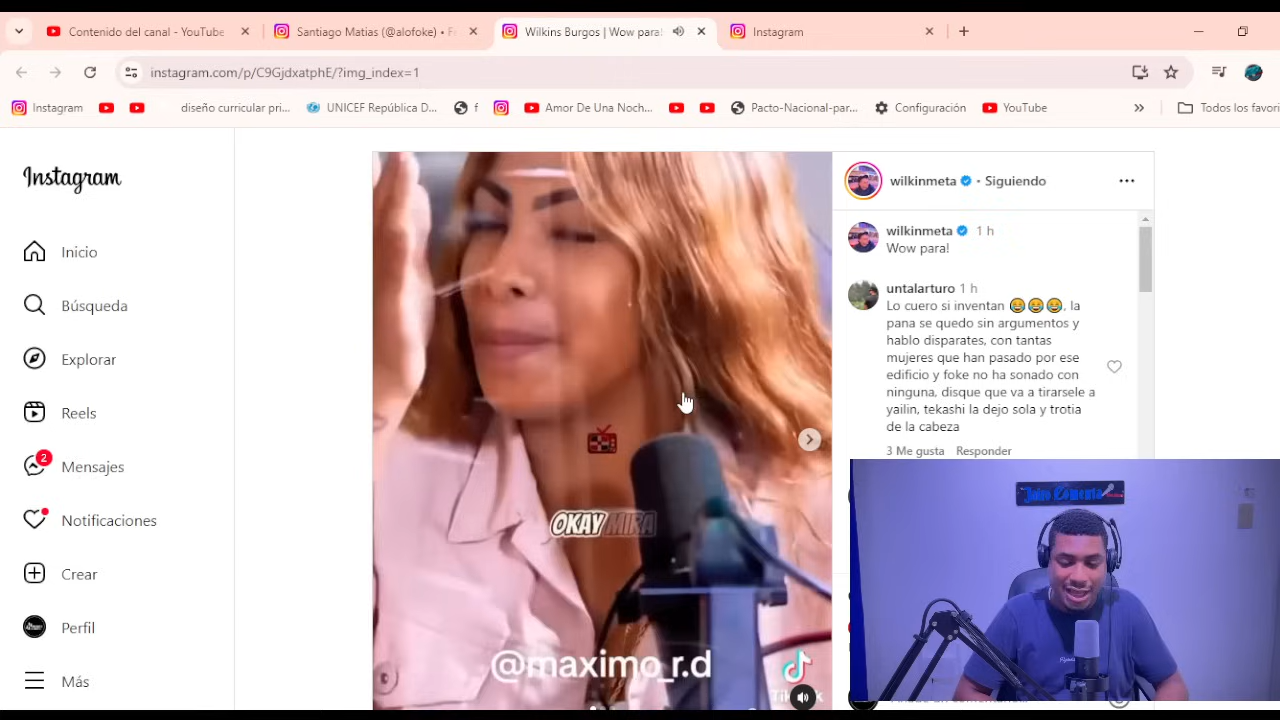 Contenido del canal - YouTube
Santiago Matias (@alofoke) • F
Wilkins Burgos | Wow para!
Instagram
instagram.com/p/C9GjdxatphE/?img_index=1
Instagram
diseño curricular pri...
UNICEF República D...
f
Amor De Una Noch...
Pacto-Nacional-par...
Configuración
YouTube
»
Todos los favori
Instagram
Inicio
Búsqueda
Explorar
Reels
2
Mensajes
Notificaciones
Crear
Perfil
Más
OKAY MIRA
@maximo_r.d
wilkinmeta • Siguiendo
wilkinmeta 1 h
Wow para!
untalarturo 1 h
Lo cuero si inventan 😂😂😂, la
pana se quedo sin argumentos y
hablo disparates, con tantas
mujeres que han pasado por ese
edificio y foke no ha sonado con
ninguna, disque que va a tirarsele a
yailin, tekashi la dejo sola y trotia
de la cabeza
3 Me gusta Responder